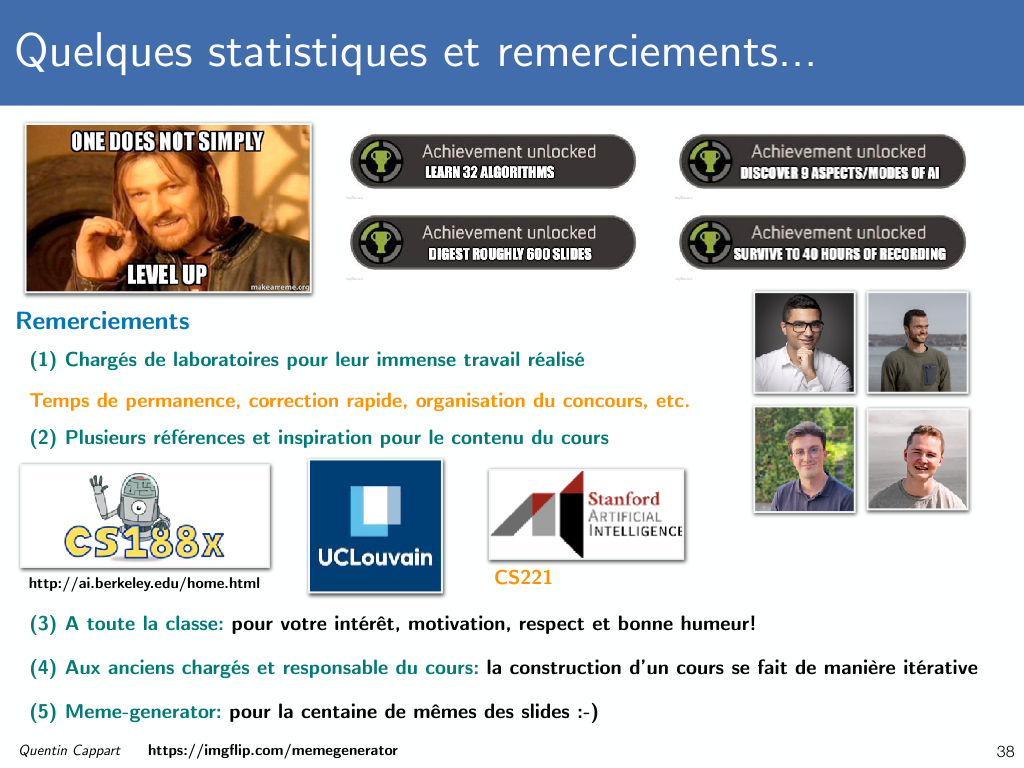 Quelques statistiques et remerciements...
ONE DOES NOT SIMPLY
LEVEL UP
makeameme.org
Achievement unlocked
LEARN 32 ALGORITHMS
Achievement unlocked
DISCOVER 9 ASPECTS/MODES OF AI
Achievement unlocked
DIGEST ROUGHLY 600 SLIDES
Achievement unlocked
SURVIVE TO 40 HOURS OF RECORDING
Remerciements
(1) Chargés de laboratoires pour leur immense travail réalisé
Temps de permanence, correction rapide, organisation du concours, etc.
(2) Plusieurs références et inspiration pour le contenu du cours
CS188x
http://ai.berkeley.edu/home.html
UCLouvain
Stanford
ARTIFICIAL
INTELLIGENCE
CS221
(3) A toute la classe: pour votre intérêt, motivation, respect et bonne humeur!
(4) Aux anciens chargés et responsable du cours: la construction d'un cours se fait de manière itérative
(5) Meme-generator: pour la centaine de mêmes des slides :-)
Quentin Cappart
https://imgflip.com/memegenerator
38